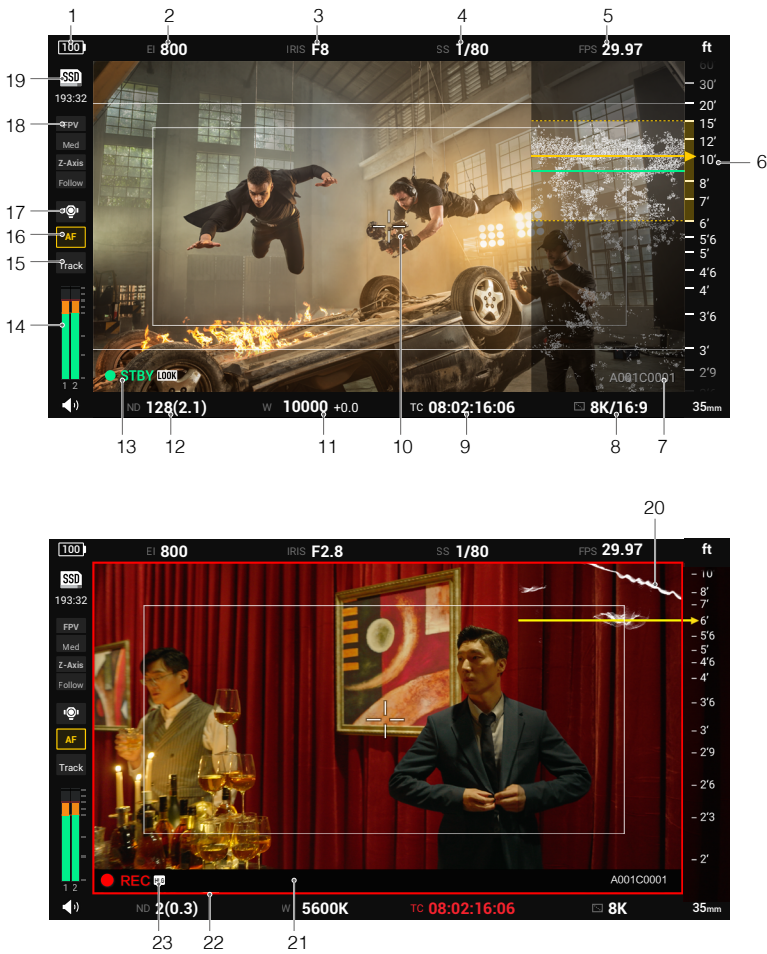 1 2 3 4 5
100 EI 800 IRIS F8 SS 1/80 FPS 29.97 ft
19 SSD
193:32
18 FPV
Med
Z-Axis
Follow
17
16 AF
15 Track
14
1 2
60'
30'
20'
15'
12'
10' 6
8'
7'
6'
5'6
5'
4'6
4'
3'6
3'
2'9
STBY LOOK A001C0001
ND 128(2.1) W 10000 +0.0 TC 08:02:16:06 8K/16:9 35mm
13 12 11 10 9 8 7
20
100 EI 800 IRIS F2.8 SS 1/80 FPS 29.97 ft
SSD
193:32
FPV
Med
Z-Axis
Follow
AF
Track
1 2
10'
8'
7'
6'
5'6
5'
4'6
4'
3'6
3'
2'9
2'6
2'3
2'
REC A001C0001
ND 2(0.3) W 5600K TC 08:02:16:06 8K 35mm
23 22 21